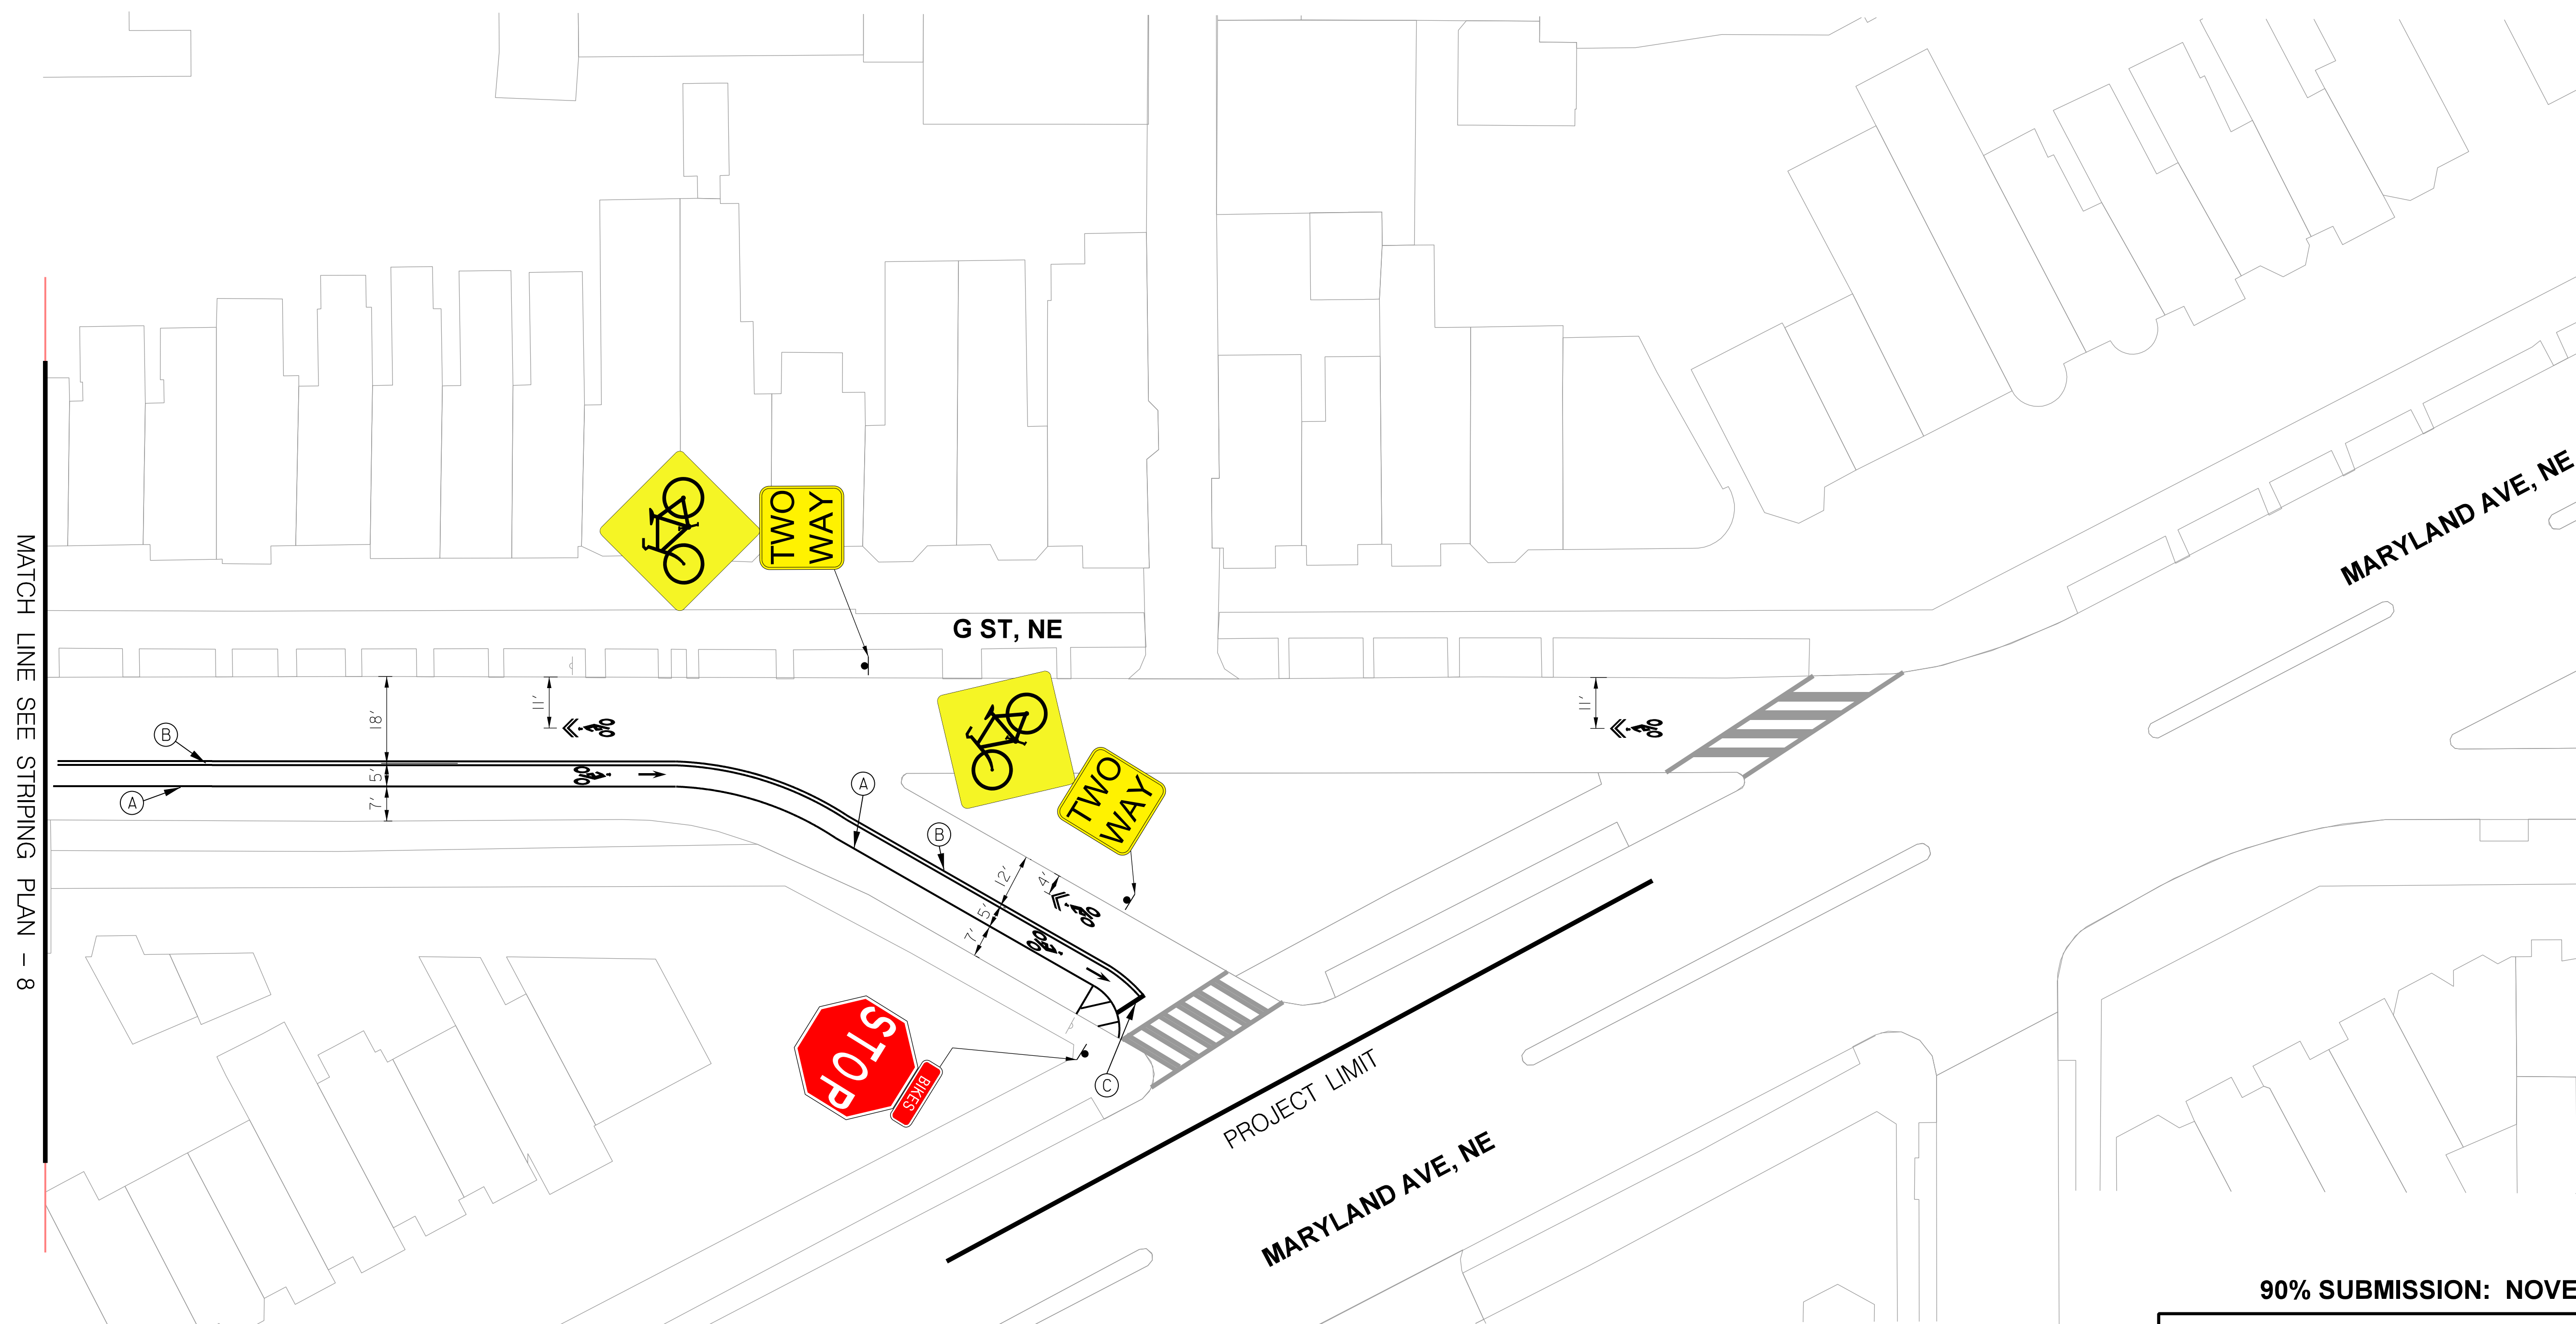 MATCH LINE SEE STRIPING PLAN - 8
TWO
WAY
G ST, NE
MARYLAND AVE, NE
18'
11'
11'
B
A
5'
7'
A
B
TWO
WAY
12'
4'
5'
7'
STOP
BIKES
C
PROJECT LIMIT
MARYLAND AVE, NE
90% SUBMISSION: NOVE